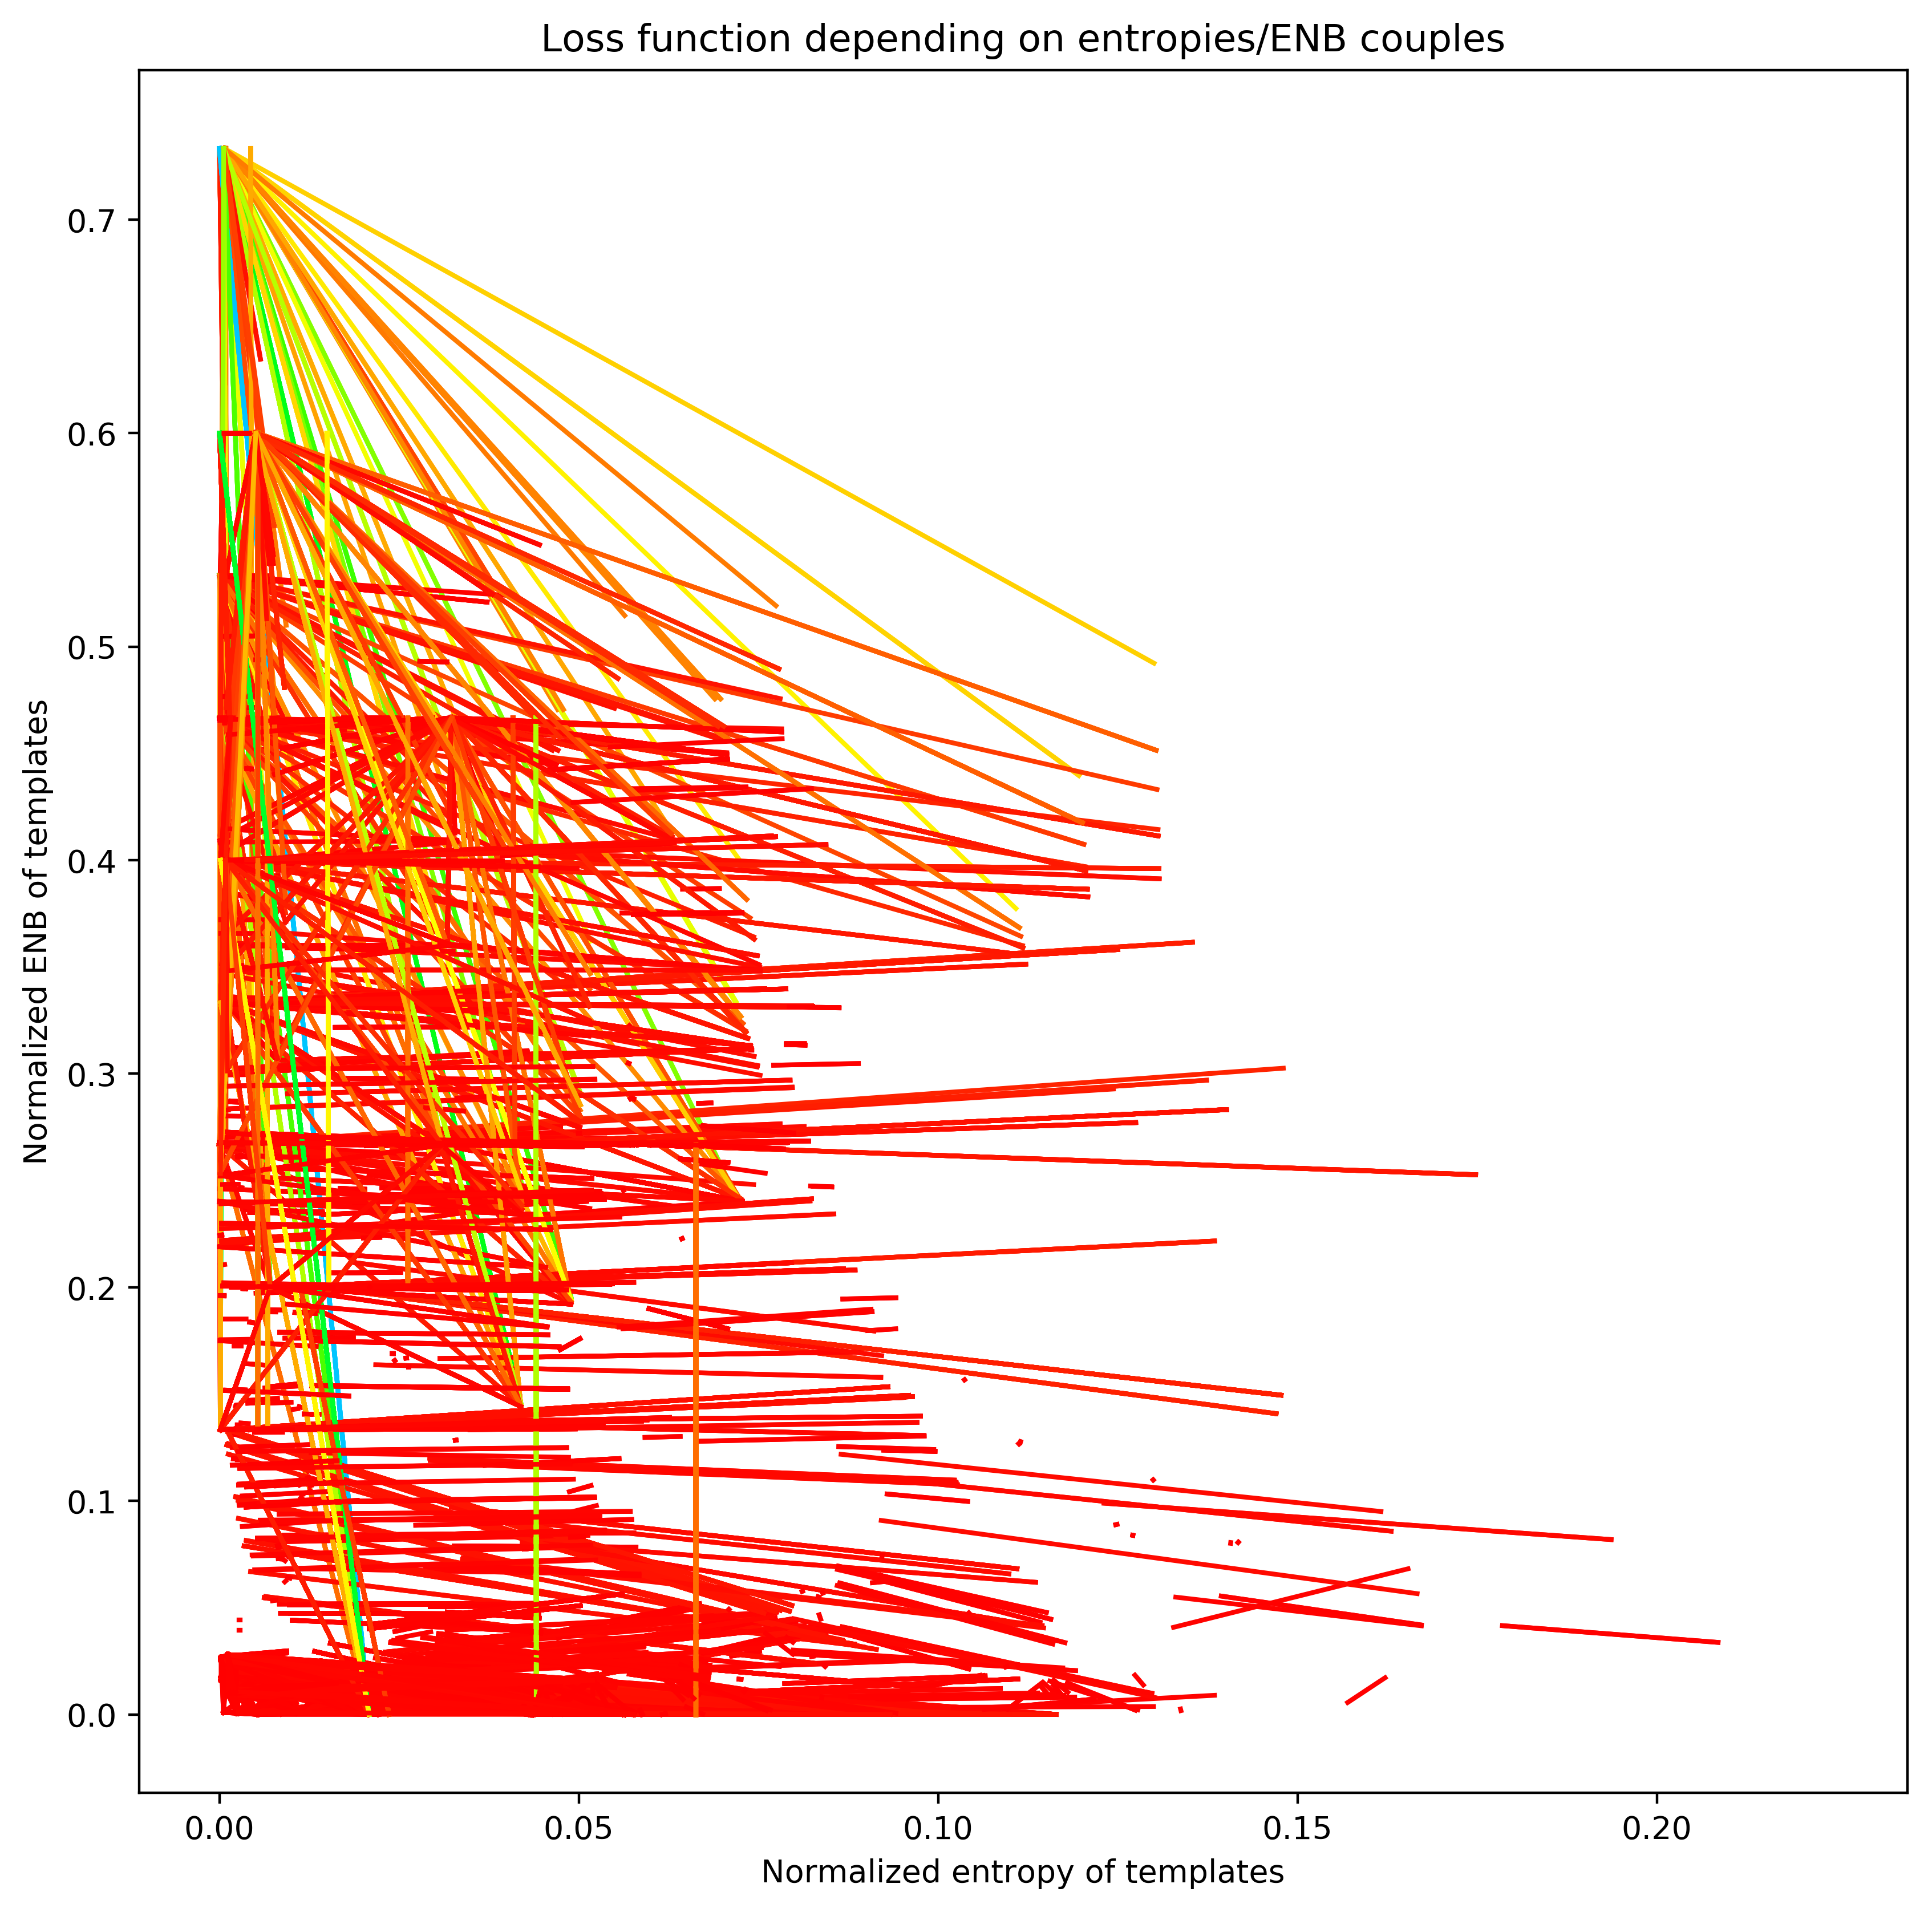 Loss function depending on entropies/ENB couples
Normalized ENB of templates
0.7
0.6
0.5
0.4
0.3
0.2
0.1
0.0
0.00 0.05 0.10 0.15 0.20
Normalized entropy of templates